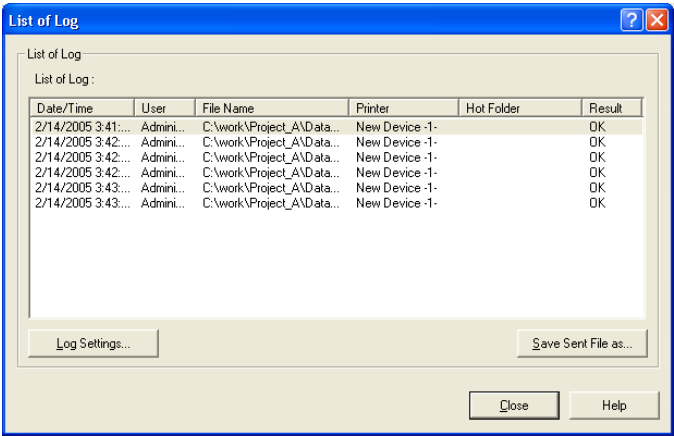 List of Log
List of Log
List of Log :
Date/Time User File Name Printer Hot Folder Result
2/14/2005 3:41:... Admini... C:\work\Project_A\Data... New Device -1- OK
2/14/2005 3:42:... Admini... C:\work\Project_A\Data... New Device -1- OK
2/14/2005 3:42:... Admini... C:\work\Project_A\Data... New Device -1- OK
2/14/2005 3:42:... Admini... C:\work\Project_A\Data... New Device -1- OK
2/14/2005 3:43:... Admini... C:\work\Project_A\Data... New Device -1- OK
2/14/2005 3:43:... Admini... C:\work\Project_A\Data... New Device -1- OK
Log Settings... Save Sent File as...
Close Help